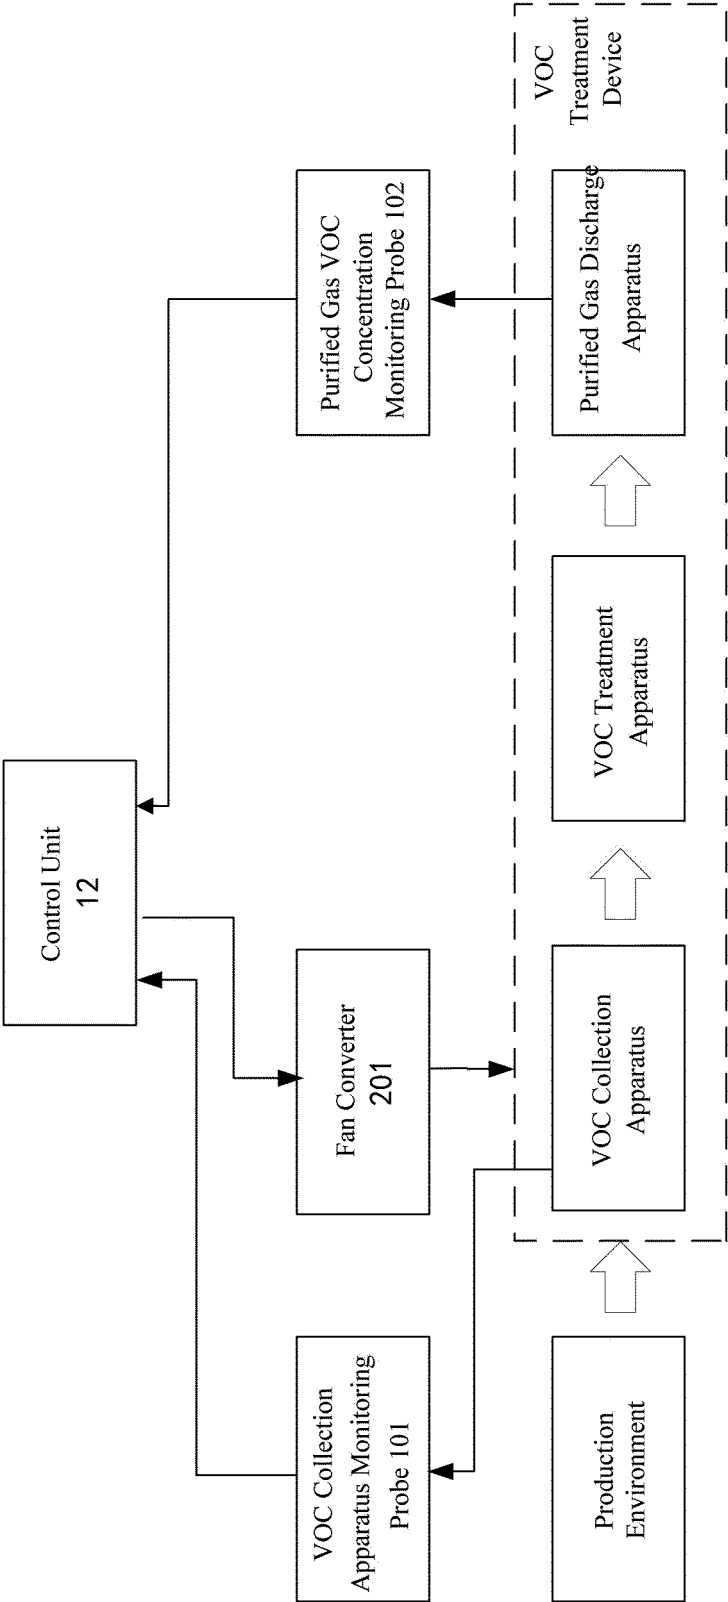 Control Unit
12
VOC Collection
Apparatus Monitoring
Probe 101
Fan Converter
201
Purified Gas VOC
Concentration
Monitoring Probe 102
Production
Environment
VOC Collection
Apparatus
VOC Treatment
Apparatus
Purified Gas Discharge
Apparatus
VOC
Treatment
Device